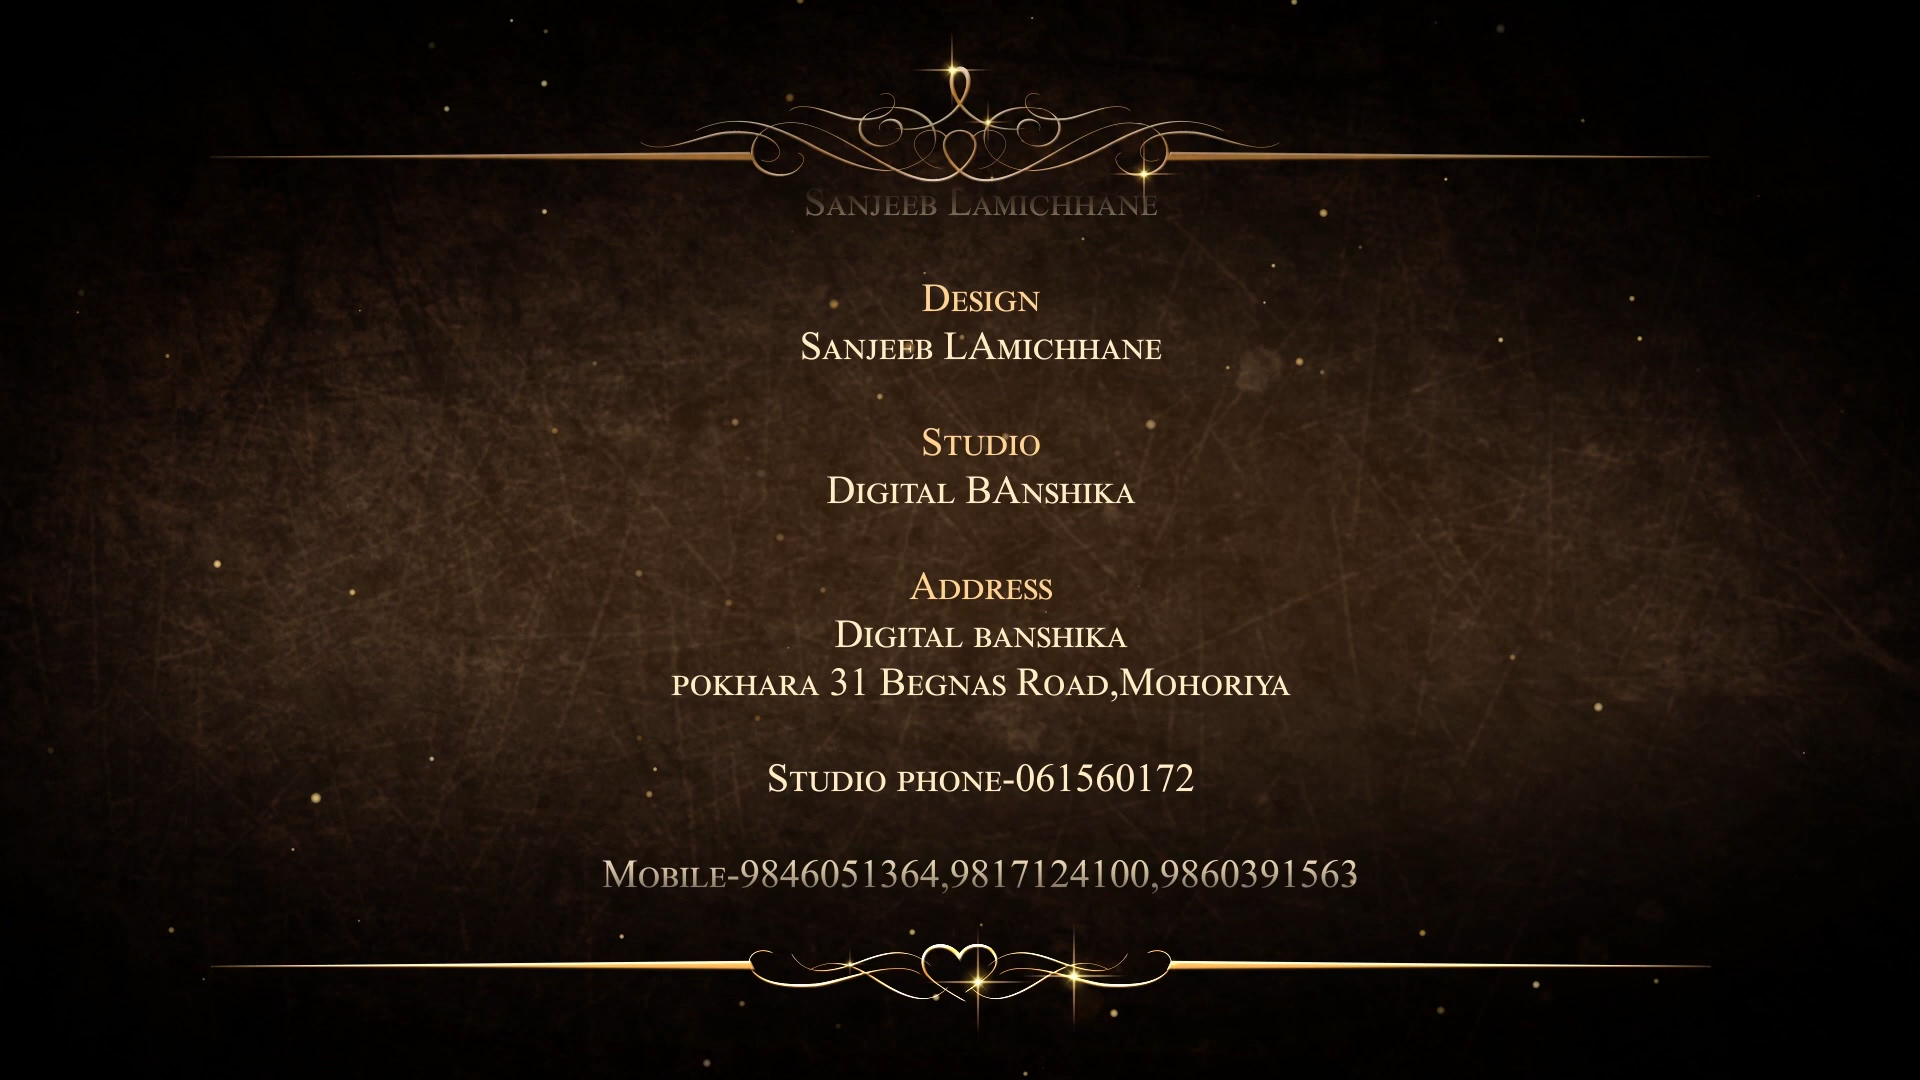 Sanjeeb Lamichhane
Design
Sanjeeb LAmichhane
Studio
Digital BAnshika
Address
Digital banshika
pokhara 31 Begnas Road,Mohoriya
Studio phone-061560172
Mobile-9846051364,9817124100,9860391563